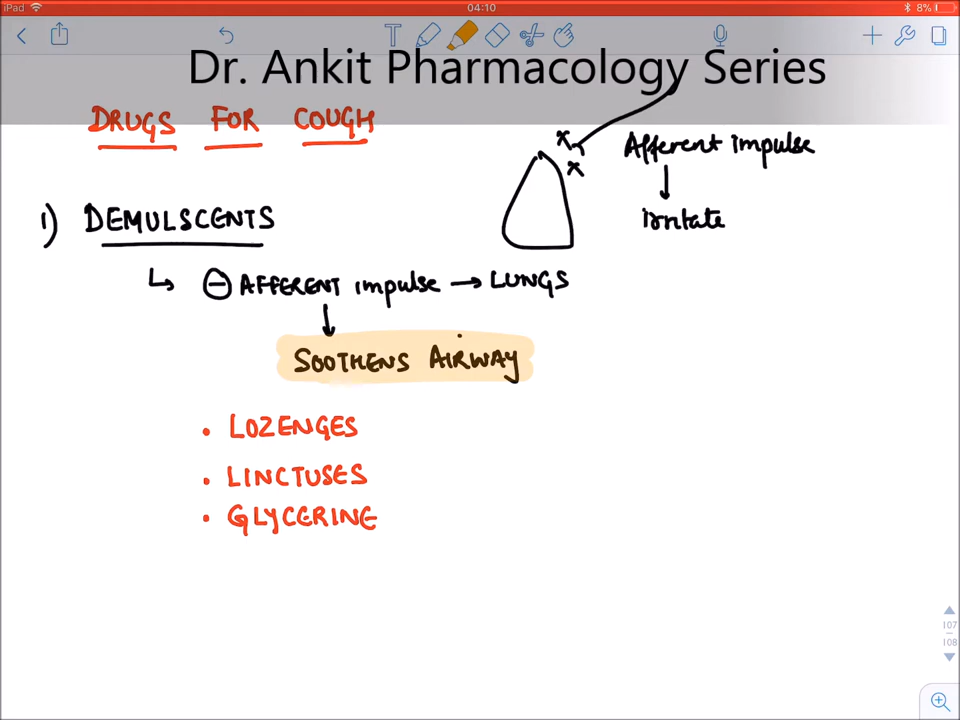 iPad 04:10 8%
Dr. Ankit Pharmacology Series
DRUGS FOR COUGH
Afferent impulse
irritate
1) DEMULSCENTS
⊖ AFFERENT impulse → LUNGS
SOOTHENS AIRWAY
• LOZENGES
• LINCTUSES
• GLYCERINE
107
108